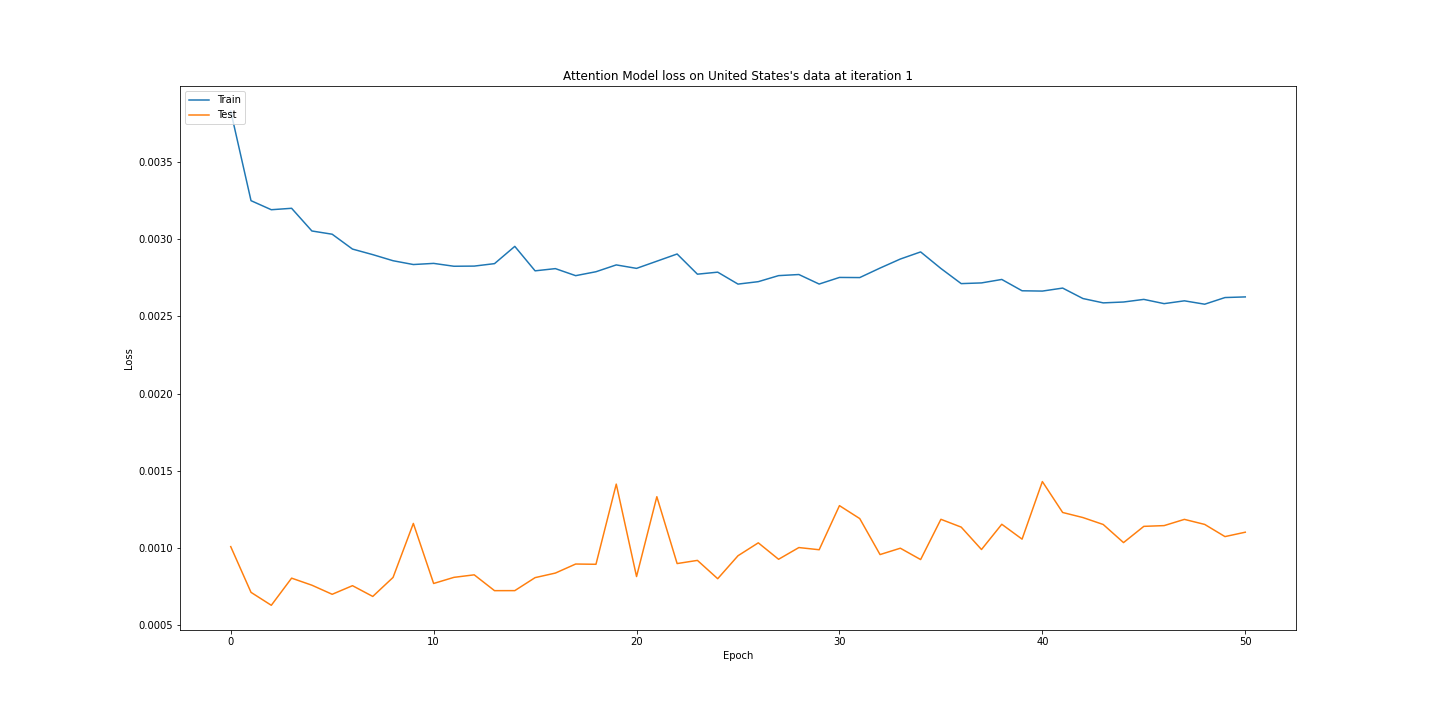 Attention Model loss on United States's data at iteration 1
Train
Test
0.0035
0.0030
0.0025
0.0020
0.0015
0.0010
0.0005
Loss
0 10 20 30 40 50
Epoch